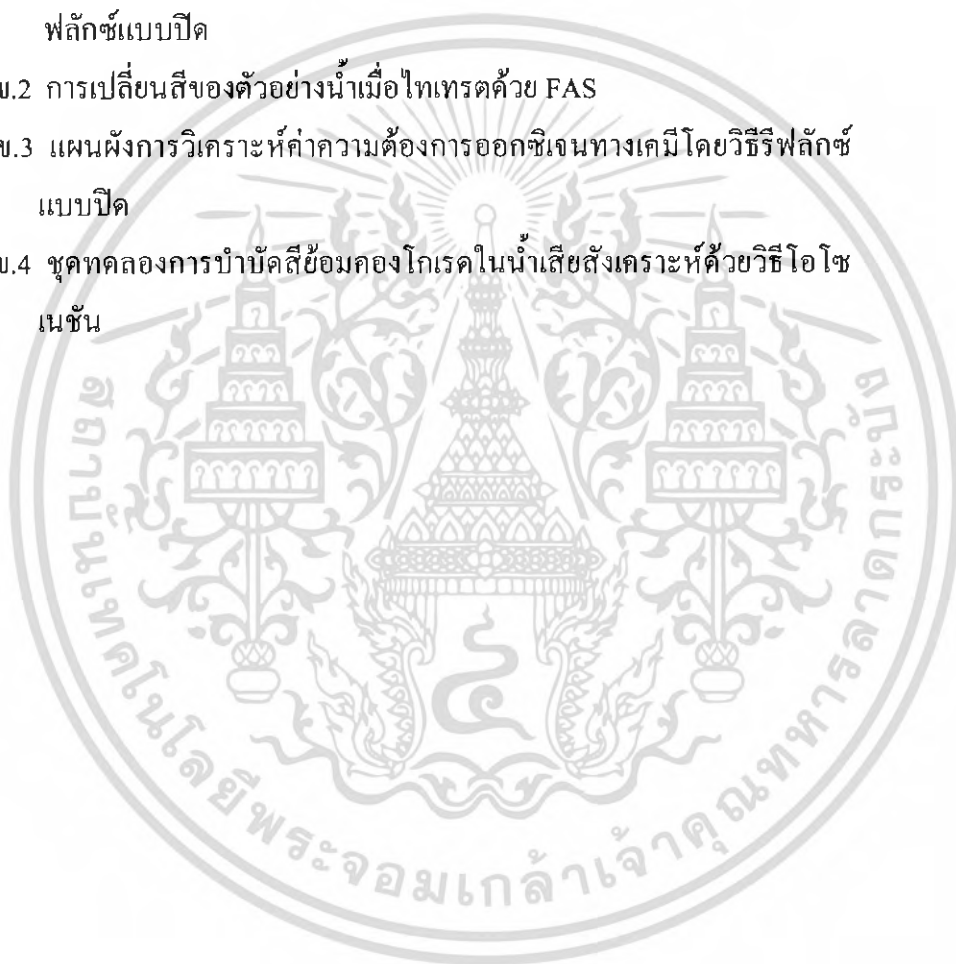 ฟลักซ์แบบปิด
ข.2 การเปลี่ยนสีของตัวอย่างน้ำเมื่อไทเทรตด้วย FAS
ข.3 แผนผังการวิเคราะห์ค่าความต้องการออกซิเจนทางเคมีโดยวิธีรีฟลักซ์
แบบปิด
ข.4 ชุดทดลองการบำบัดสีย้อมคองโกเรดในน้ำเสียสังเคราะห์ด้วยวิธีโอโซ
เนชัน
สถาบันเทคโนโลยีพระจอมเกล้าเจ้าคุณทหารลาดกระบัง